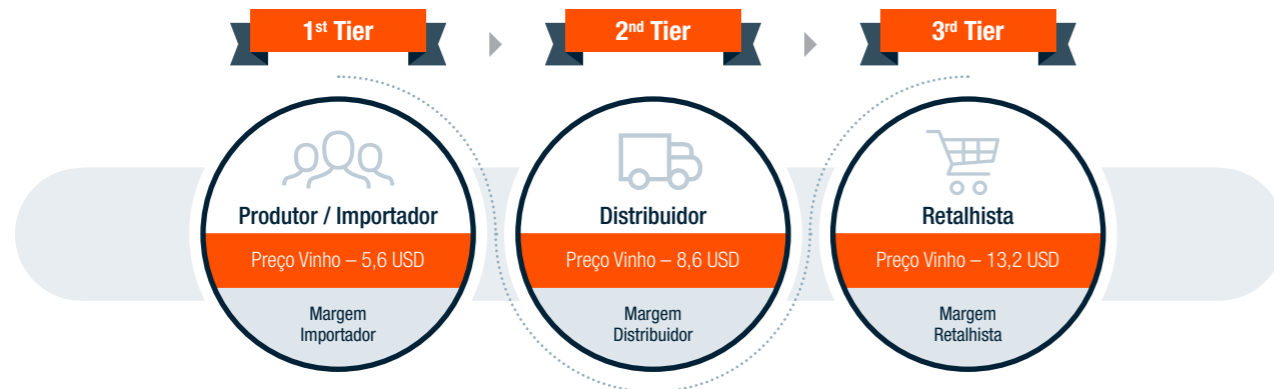 1st Tier
2nd Tier
3rd Tier
Produtor / Importador
Preço Vinho – 5,6 USD
Margem
Importador
Distribuidor
Preço Vinho – 8,6 USD
Margem
Distribuidor
Retalhista
Preço Vinho – 13,2 USD
Margem
Retalhista